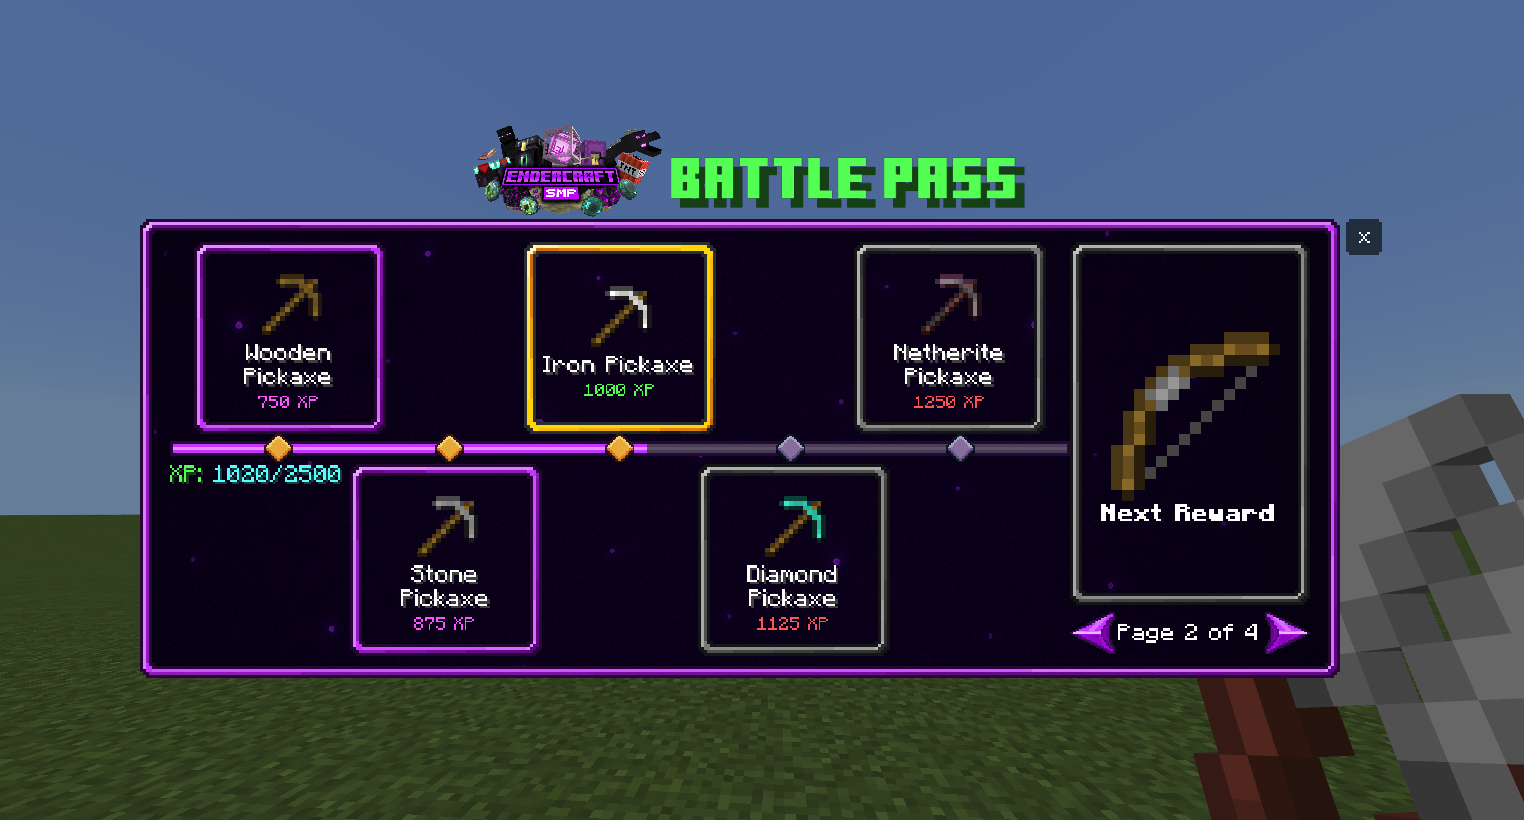 ENDERCRAFT
SMP
TNT
BATTLE PASS
X
Wooden
Pickaxe
750 XP
Iron Pickaxe
1000 XP
Netherite
Pickaxe
1250 XP
XP: 1020/2500
Stone
Pickaxe
875 XP
Diamond
Pickaxe
1125 XP
Next Reward
Page 2 of 4